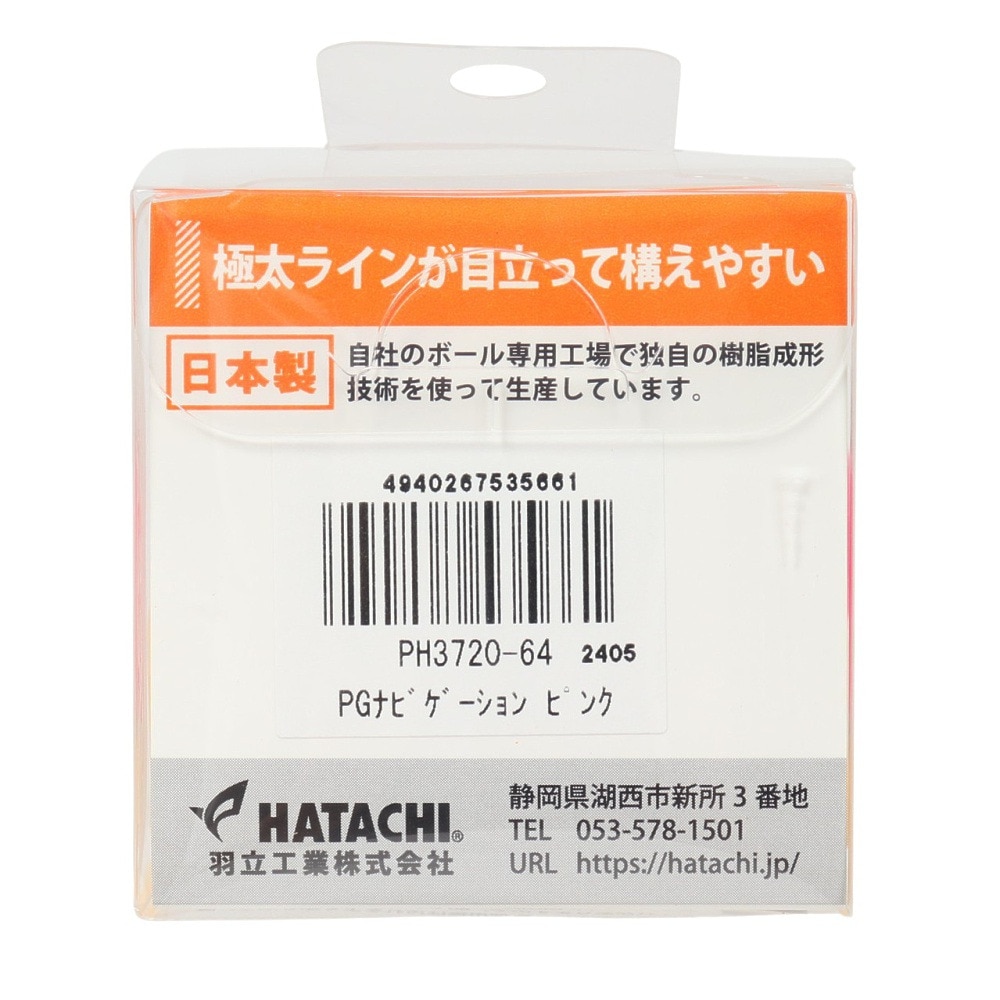 極太ラインが目立って構えやすい
日本製
自社のボール専用工場で独自の樹脂成形
技術を使って生産しています。
4940267535661
PH3720-64 2405
PGﾅﾋﾞｹﾞｰｼｮﾝ ﾋﾟﾝｸ
HATACHI®
羽立工業株式会社
静岡県湖西市新所3番地
TEL 053-578-1501
URL https://hatachi.jp/